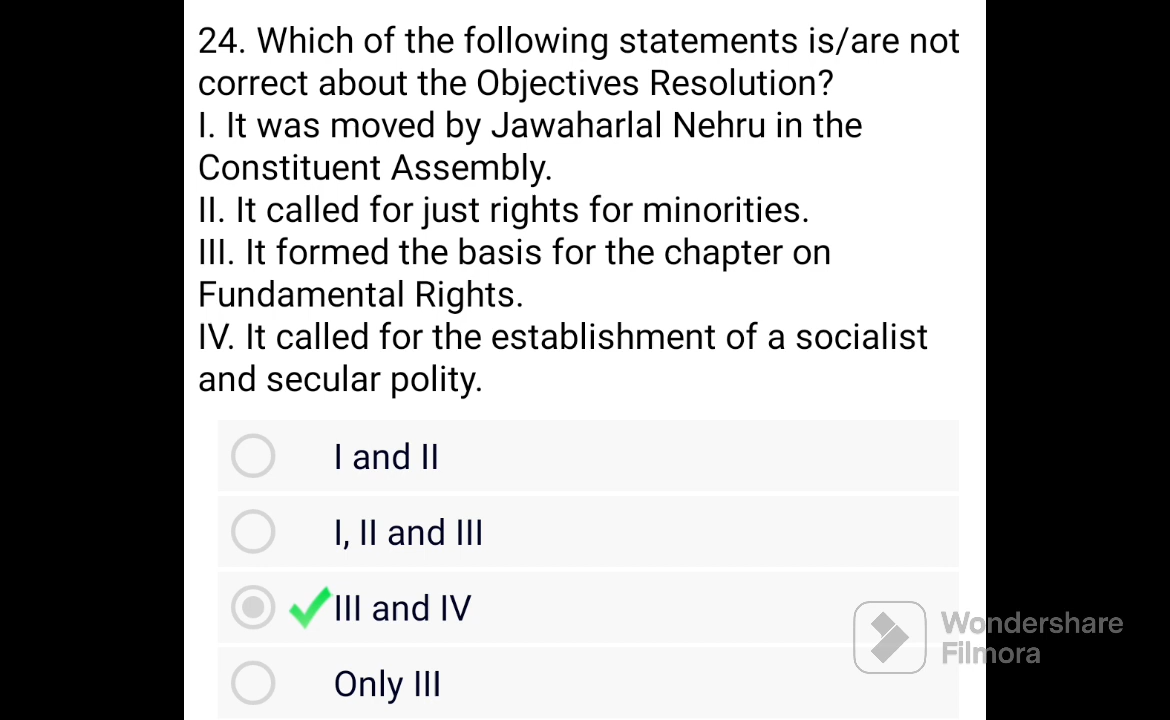 24. Which of the following statements is/are not
correct about the Objectives Resolution?
I. It was moved by Jawaharlal Nehru in the
Constituent Assembly.
II. It called for just rights for minorities.
III. It formed the basis for the chapter on
Fundamental Rights.
IV. It called for the establishment of a socialist
and secular polity.
I and II
I, II and III
III and IV
Only III
Wondershare
Filmora